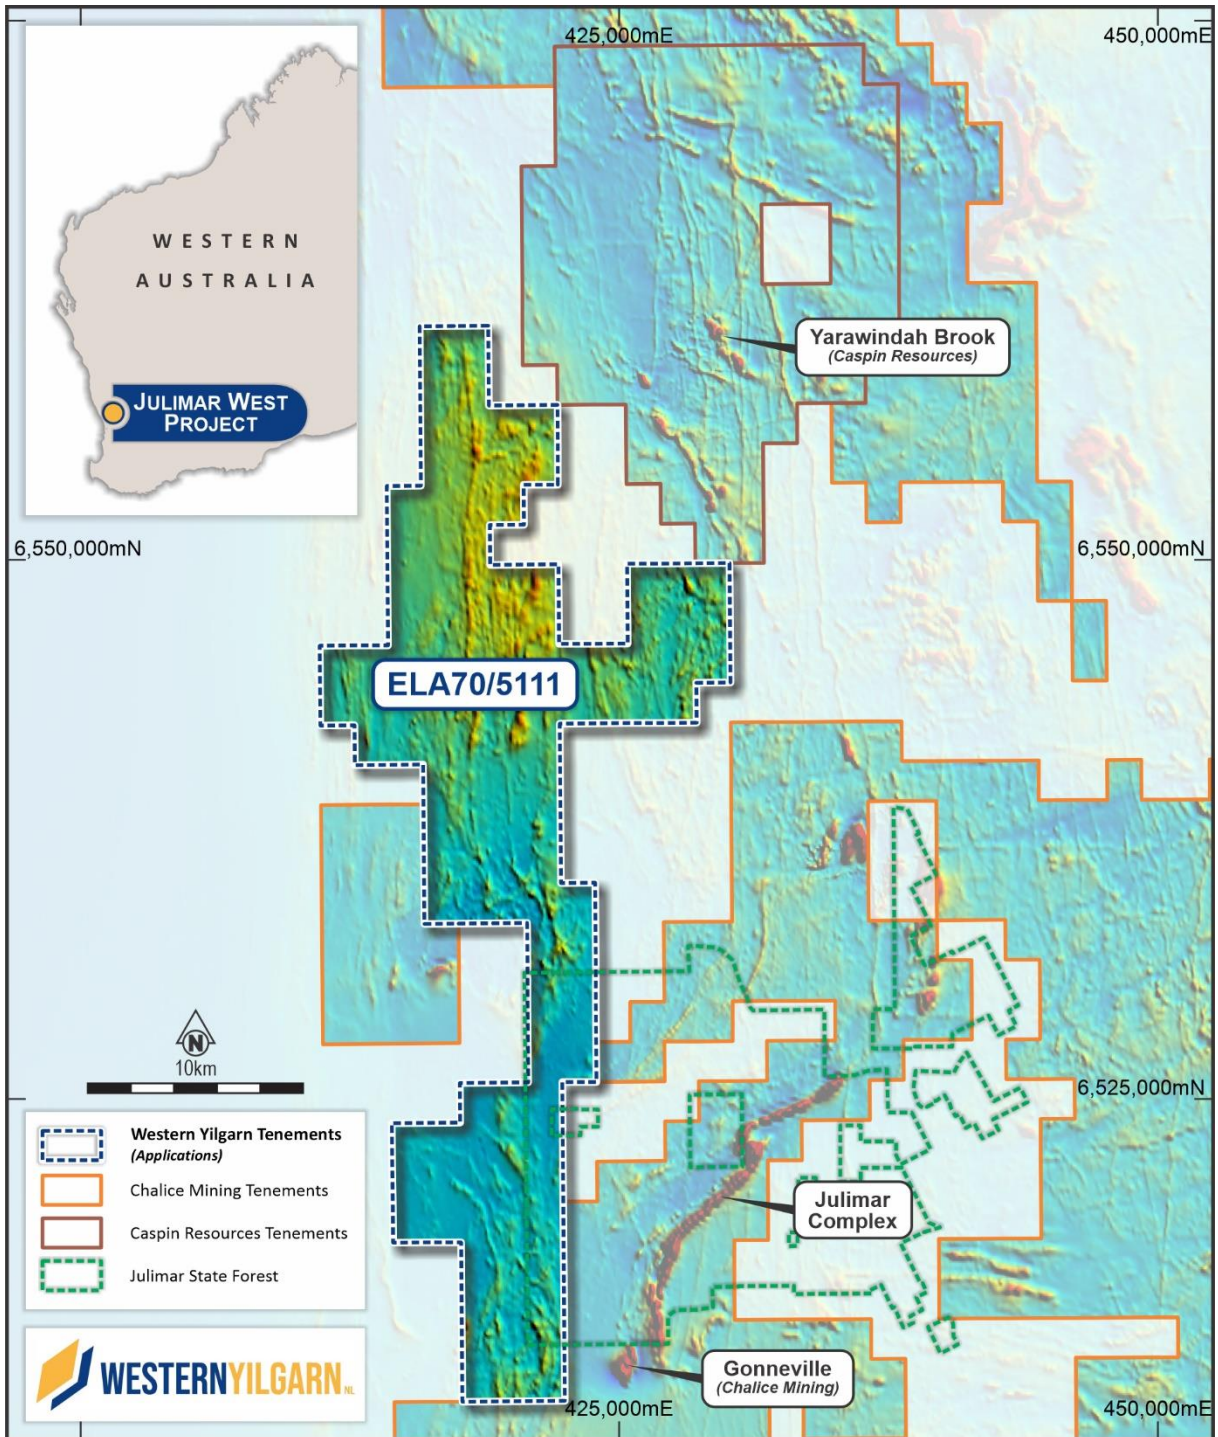 425,000mE
450,000mE
WESTERN
AUSTRALIA
JULIMAR WEST
PROJECT
Yarawindah Brook
(Caspin Resources)
6,550,000mN
6,550,000mN
ELA70/5111
N
10km
6,525,000mN
Western Yilgarn Tenements
(Applications)
Chalice Mining Tenements
Caspin Resources Tenements
Julimar State Forest
Julimar
Complex
WESTERNYILGARN NL
Gonneville
(Chalice Mining)
425,000mE
450,000mE